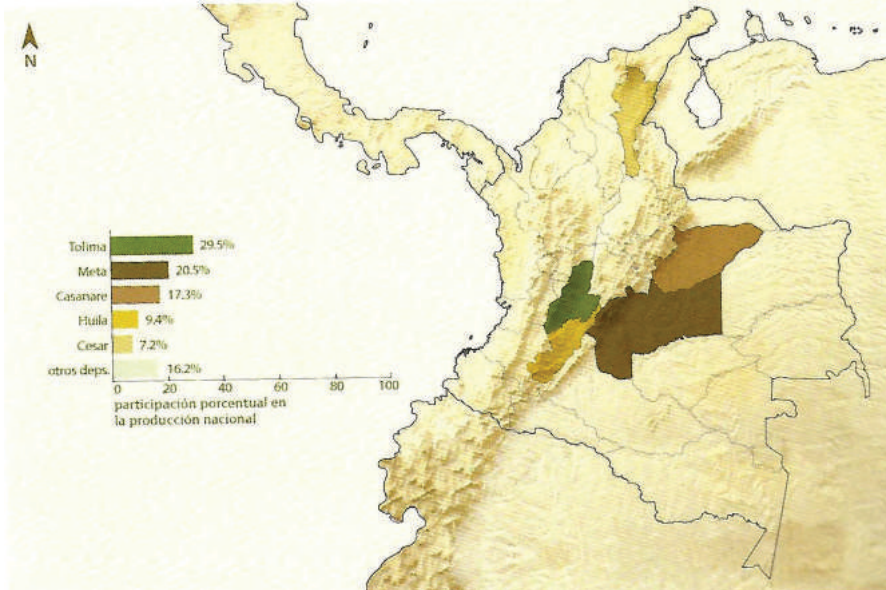 N
Tolima 29.5%
Meta 20.5%
Casanare 17.3%
Huila 9.4%
Cesar 7.2%
otros deps. 16.2%
0 20 40 60 80 100
participación porcentual en
la producción nacional